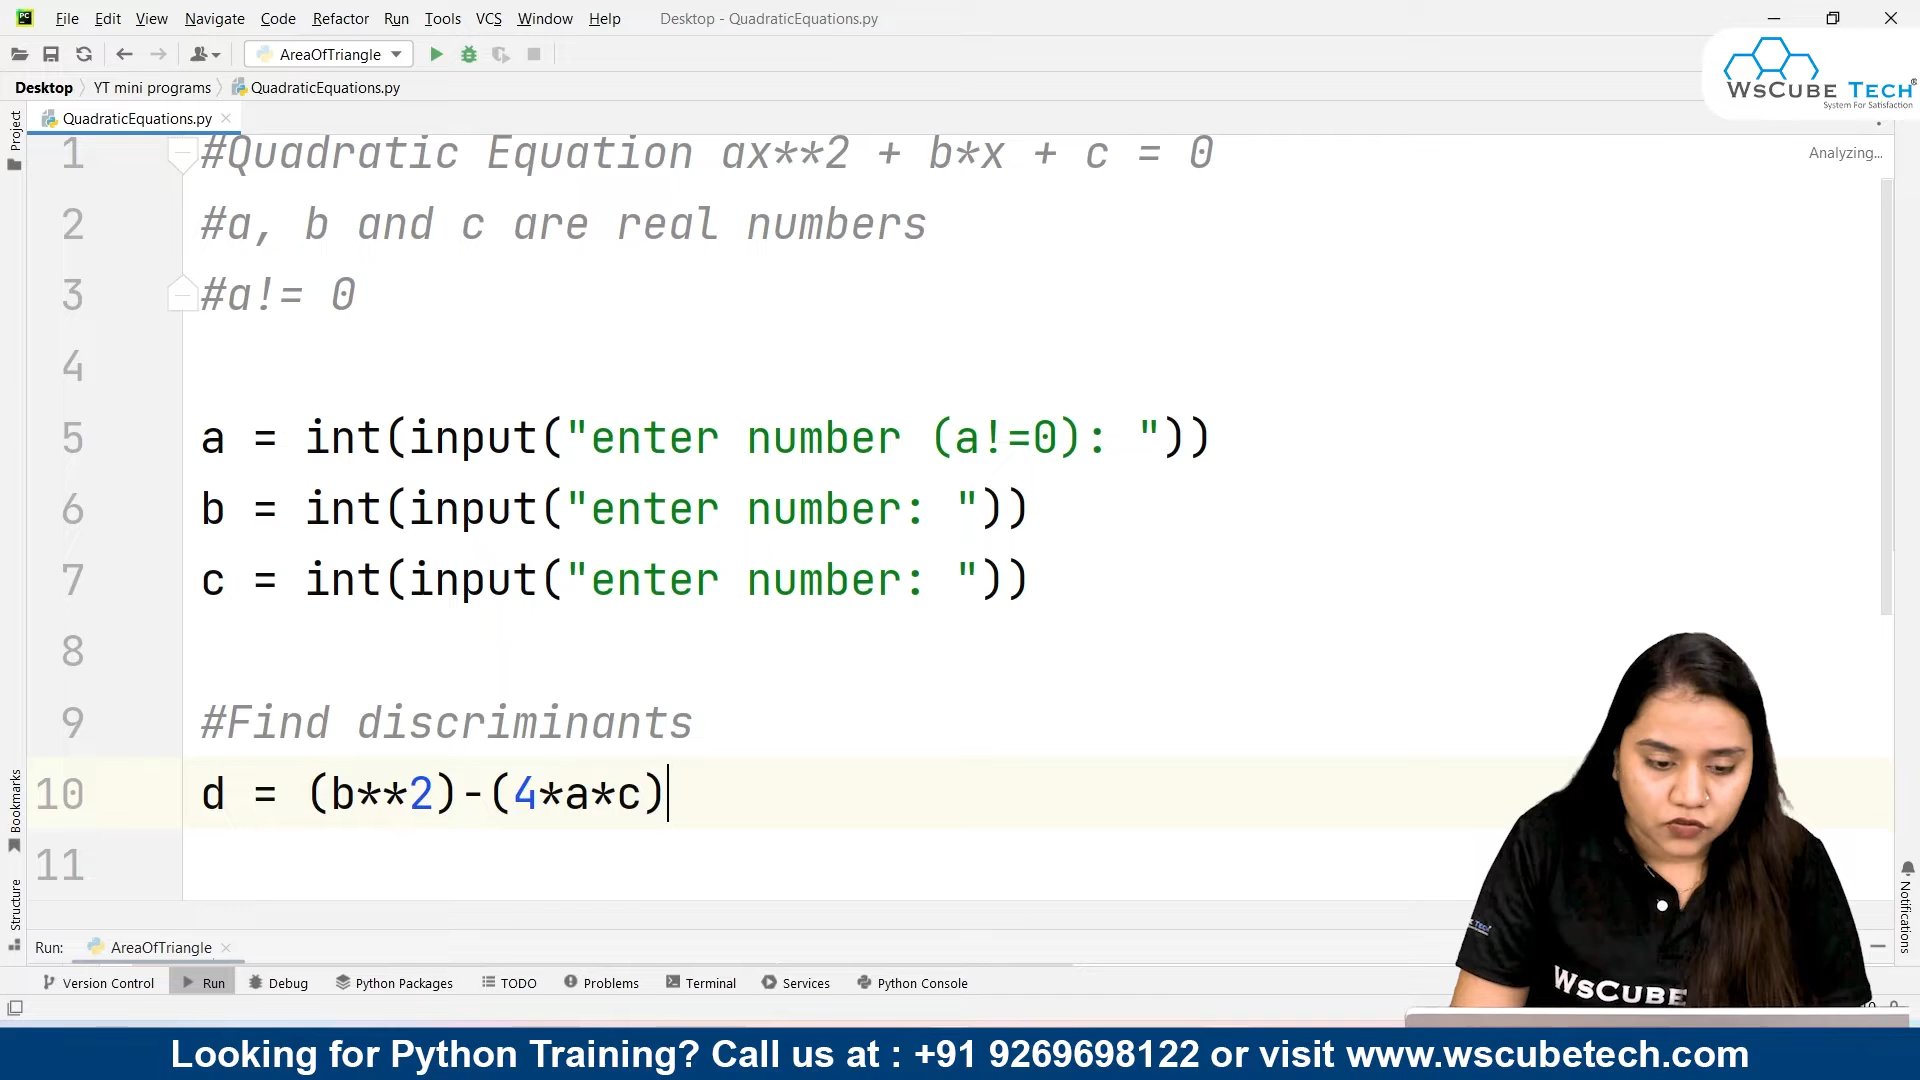 File Edit View Navigate Code Refactor Run Tools VCS Window Help Desktop - QuadraticEquations.py
AreaOfTriangle
WsCube Tech®
System For Satisfaction
Desktop YT mini programs QuadraticEquations.py
QuadraticEquations.py
Project
Analyzing...
1 #Quadratic Equation ax**2 + b*x + c = 0
2 #a, b and c are real numbers
3 #a!= 0
4
5 a = int(input("enter number (a!=0): "))
6 b = int(input("enter number: "))
7 c = int(input("enter number: "))
8
9 #Find discriminants
10 d = (b**2)-(4*a*c)
11
Bookmarks
Structure
Notifications
WsCube
Run: AreaOfTriangle
Version Control Run Debug Python Packages TODO Problems Terminal Services Python Console
Looking for Python Training? Call us at : +91 9269698122 or visit www.wscubetech.com